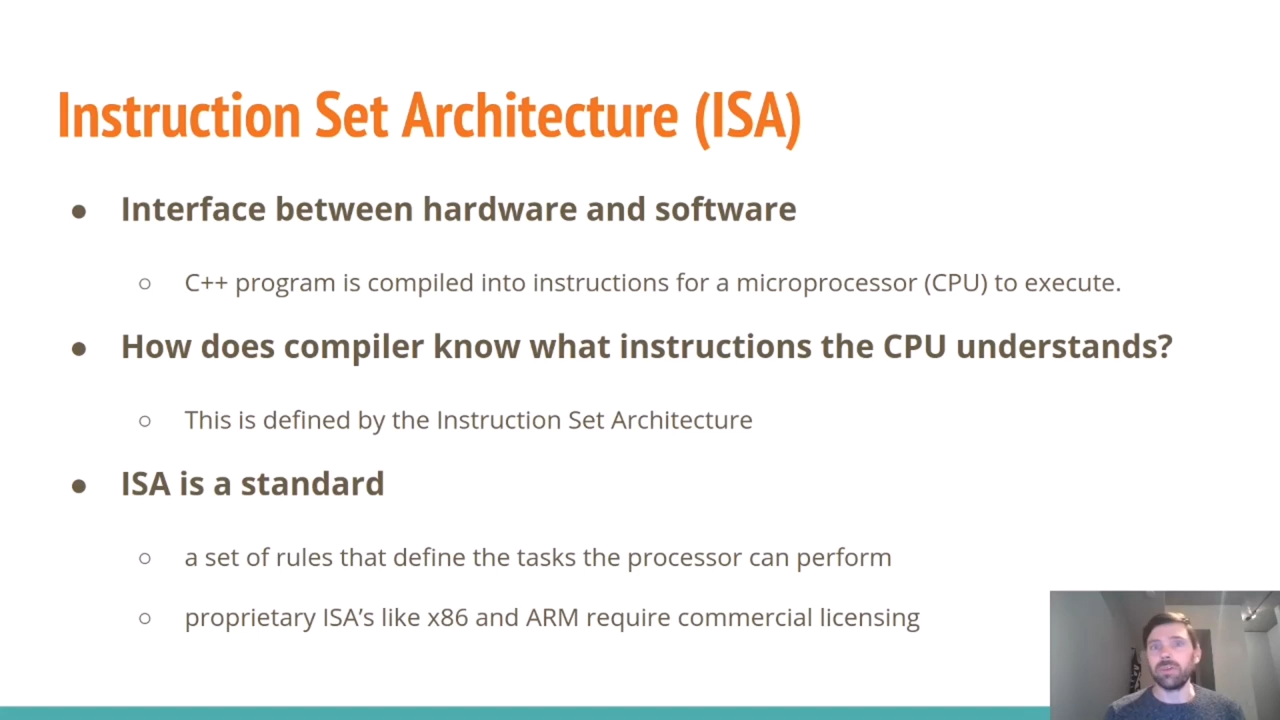 Instruction Set Architecture (ISA)
● Interface between hardware and software
○ C++ program is compiled into instructions for a microprocessor (CPU) to execute.
● How does compiler know what instructions the CPU understands?
○ This is defined by the Instruction Set Architecture
● ISA is a standard
○ a set of rules that define the tasks the processor can perform
○ proprietary ISA’s like x86 and ARM require commercial licensing